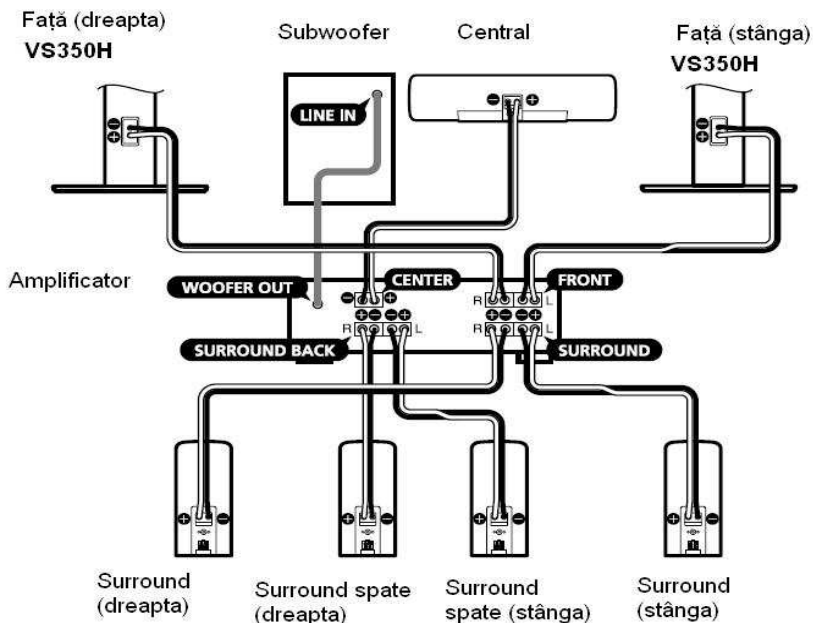 Față (dreapta)
VS350H
Subwoofer
Central
Față (stânga)
VS350H
LINE IN
Amplificator
WOOFER OUT
CENTER
FRONT
R L
R L
SURROUND BACK
R L
SURROUND
Surround
(dreapta)
Surround spate
(dreapta)
Surround
spate (stânga)
Surround
(stânga)